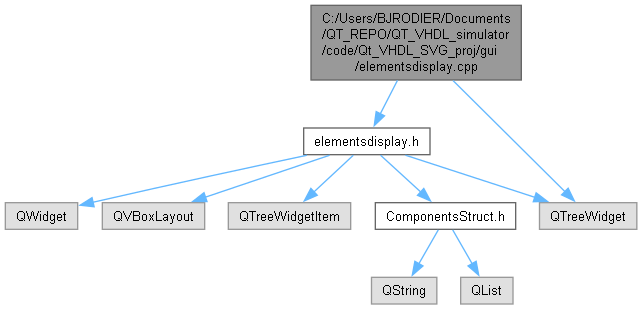 C:/Users/BJRODIER/Documents
/QT_REPO/QT_VHDL_simulator
/code/Qt_VHDL_SVG_proj/gui
/elementsdisplay.cpp
elementsdisplay.h
QWidget
QVBoxLayout
QTreeWidgetItem
ComponentsStruct.h
QTreeWidget
QString
QList